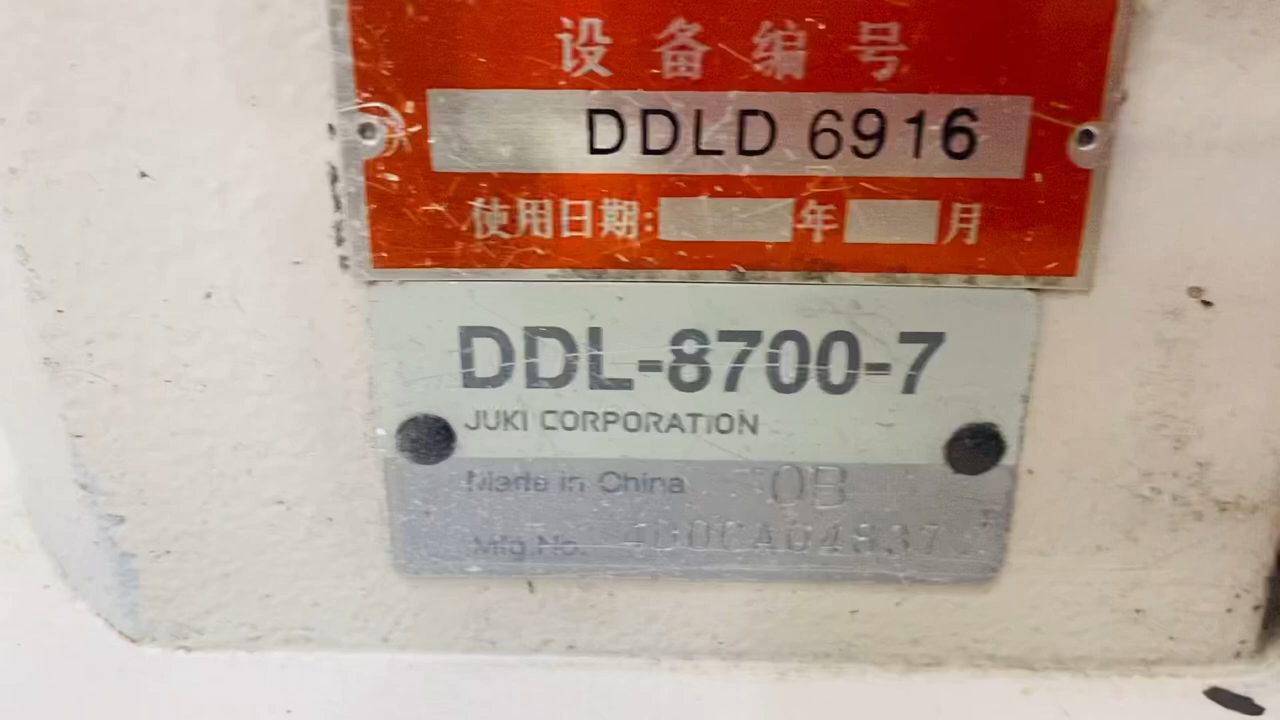 设备编号
DDLD 6916
使用日期: 年 月
DDL-8700-7
JUKI CORPORATION
Made in China 0B
Mfg.No.